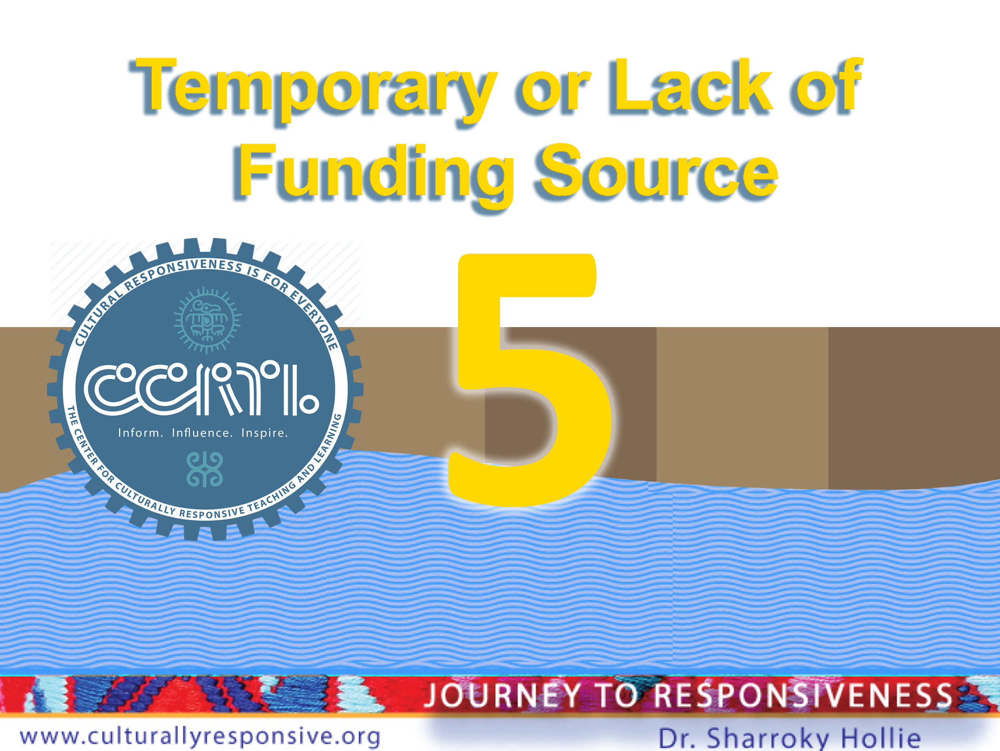 Temporary or Lack of
Funding Source
CULTURAL RESPONSIVENESS IS FOR EVERYONE
CCRTL
Inform. Influence. Inspire.
THE CENTER FOR CULTURALLY RESPONSIVE TEACHING AND LEARNING
5
JOURNEY TO RESPONSIVENESS
www.culturallyresponsive.org
Dr. Sharroky Hollie